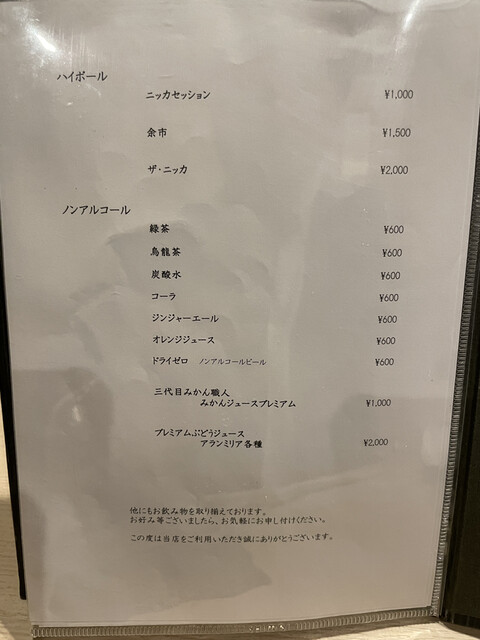 ハイボール
ニッカセッション ¥1,000
余市 ¥1,500
ザ・ニッカ ¥2,000
ノンアルコール
緑茶 ¥600
烏龍茶 ¥600
炭酸水 ¥600
コーラ ¥600
ジンジャーエール ¥600
オレンジジュース ¥600
ドライゼロ ノンアルコールビール ¥600
三代目みかん職人
みかんジュースプレミアム ¥1,000
プレミアムぶどうジュース
アランミリア各種 ¥2,000
他にもお飲み物を取り揃えております。
お好み等ございましたら、お気軽にお申し付けください。
この度は当店をご利用いただき誠にありがとうございます。